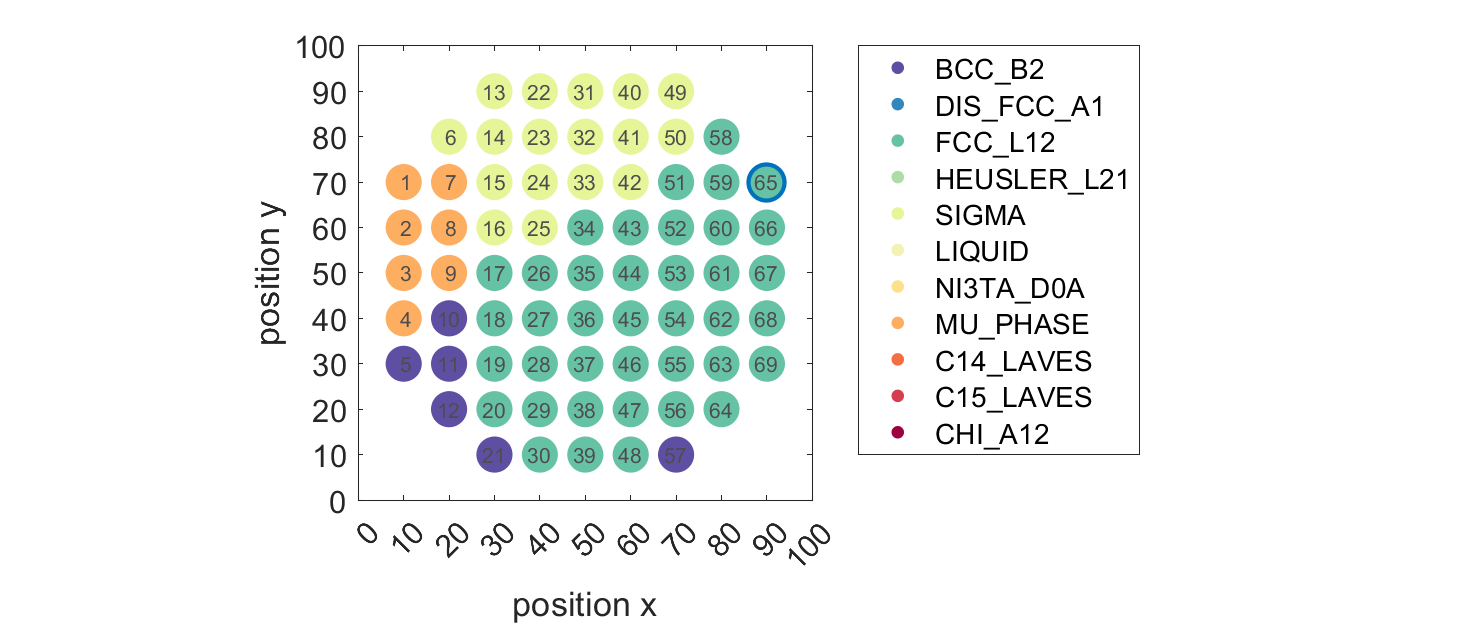 100
90 13 22 31 40 49
80 6 14 23 32 41 50 58
70 1 7 15 24 33 42 51 59 65
60 2 8 16 25 34 43 52 60 66
50 3 9 17 26 35 44 53 61 67
40 4 10 18 27 36 45 54 62 68
30 5 11 19 28 37 46 55 63 69
20 12 20 29 38 47 56 64
10 21 30 39 48 57
0
0 10 20 30 40 50 60 70 80 90 100
position x
position y
BCC_B2
DIS_FCC_A1
FCC_L12
HEUSLER_L21
SIGMA
LIQUID
NI3TA_D0A
MU_PHASE
C14_LAVES
C15_LAVES
CHI_A12